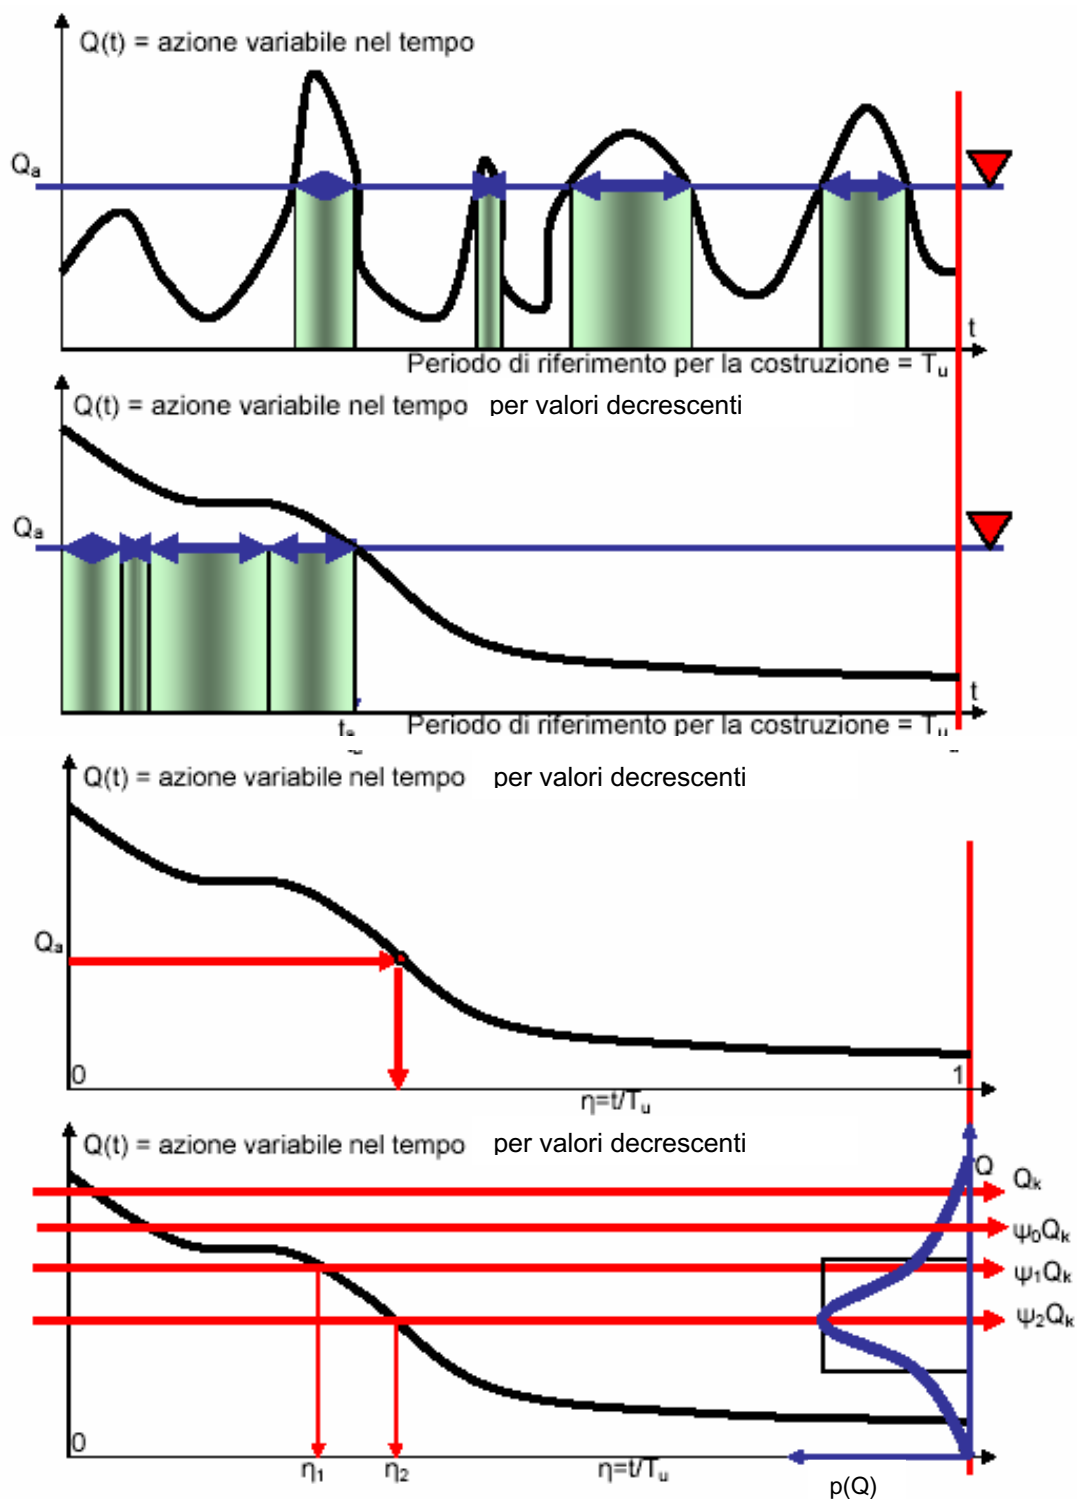 Q(t) = azione variabile nel tempo
Qa
t
Periodo di riferimento per la costruzione = Tu
Q(t) = azione variabile nel tempo per valori decrescenti
Qa
t
ta
Periodo di riferimento per la costruzione = Tu
Q(t) = azione variabile nel tempo per valori decrescenti
Qa
0
1
η=t/Tu
Q(t) = azione variabile nel tempo per valori decrescenti
Q
Qk
ψ0Qk
ψ1Qk
ψ2Qk
0
η1
η2
η=t/Tu
p(Q)